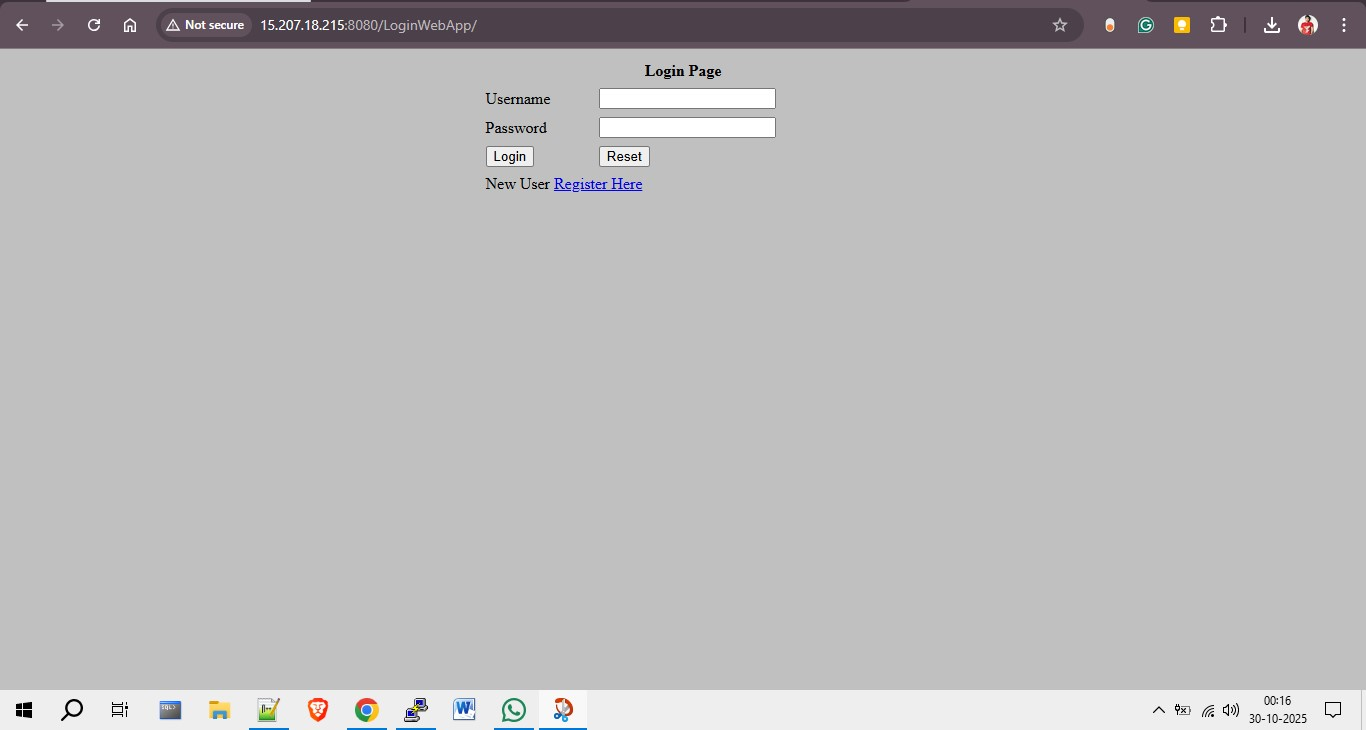 Not secure 15.207.18.215:8080/LoginWebApp/
Login Page
Username
Password
Login Reset
New User Register Here
SQL>
00:16
30-10-2025